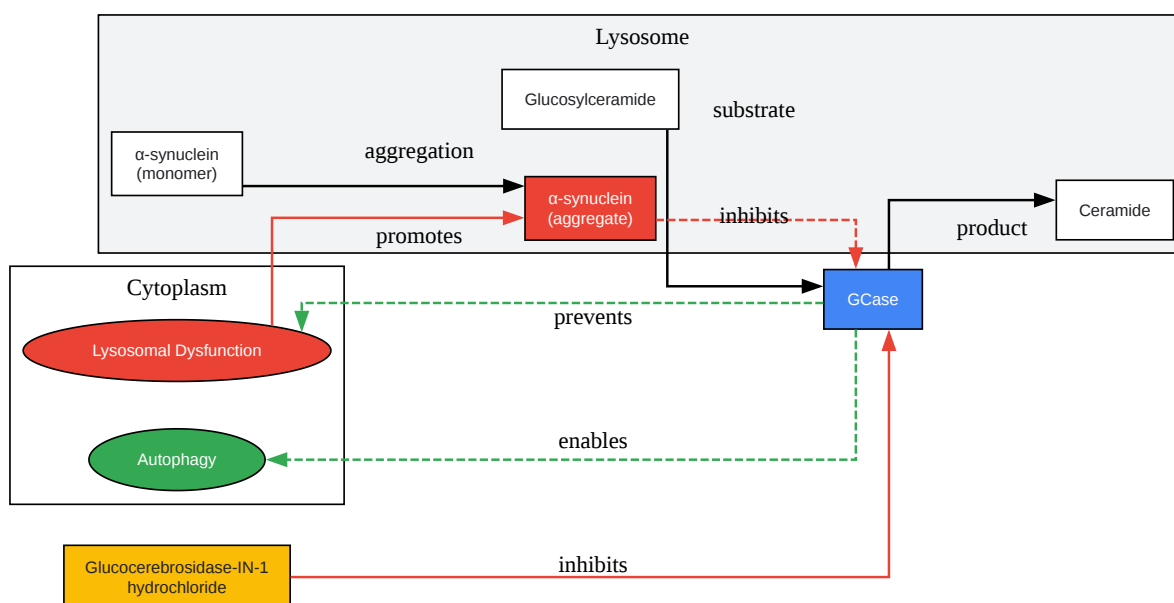 Lysosome
Glucosylceramide
substrate
α-synuclein
(monomer)
aggregation
α-synuclein
(aggregate)
inhibits
promotes
product
Ceramide
Cytoplasm
GCase
prevents
Lysosomal Dysfunction
enables
Autophagy
Glucocerebrosidase-IN-1
hydrochloride
inhibits